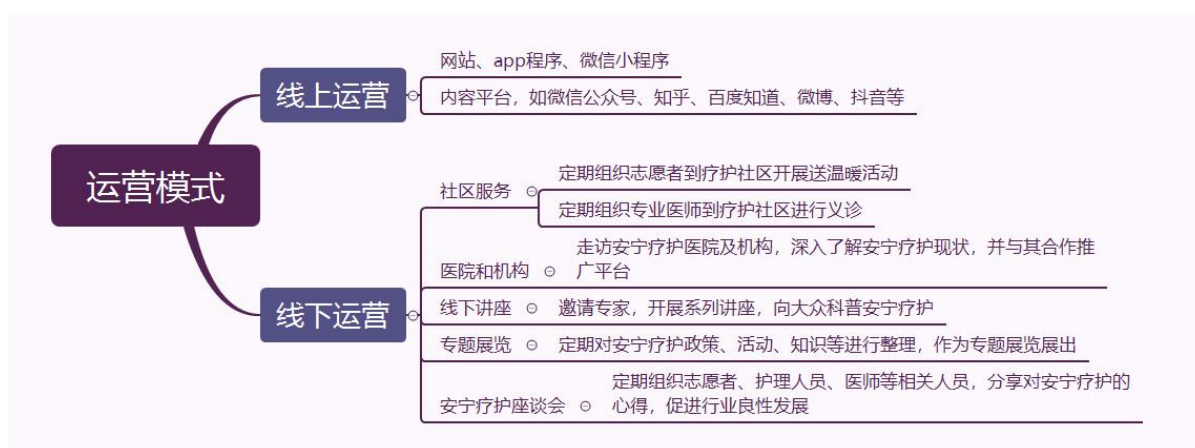 运营模式
线上运营
网站、app程序、微信小程序
内容平台，如微信公众号、知乎、百度知道、微博、抖音等
线下运营
社区服务
定期组织志愿者到疗护社区开展送温暖活动
定期组织专业医师到疗护社区进行义诊
医院和机构
走访安宁疗护医院及机构，深入了解安宁疗护现状，并与其合作推
广平台
线下讲座
邀请专家，开展系列讲座，向大众科普安宁疗护
专题展览
定期对安宁疗护政策、活动、知识等进行整理，作为专题展览展出
安宁疗护座谈会
定期组织志愿者、护理人员、医师等相关人员，分享对安宁疗护的
心得，促进行业良性发展